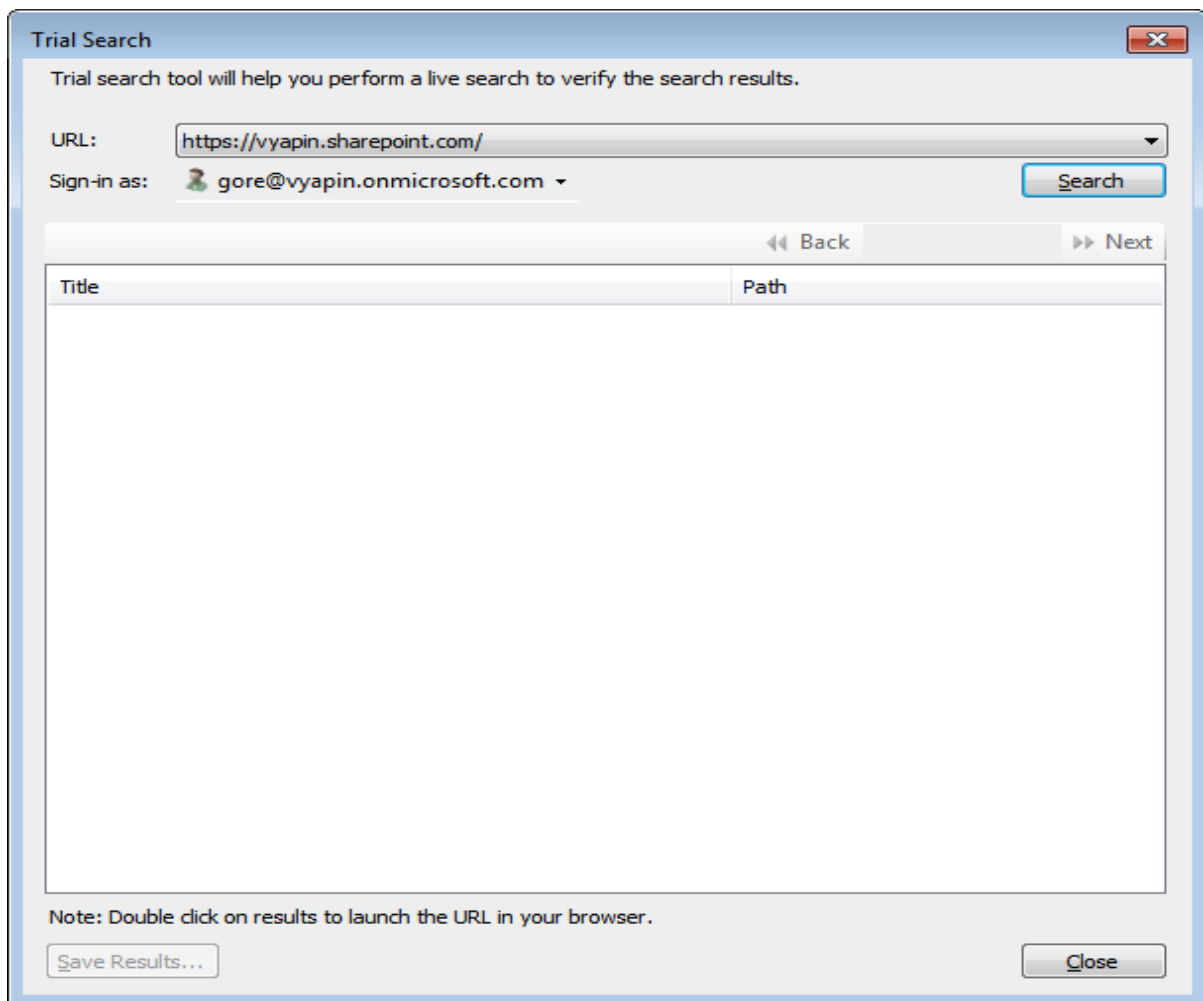 Trial Search
Trial search tool will help you perform a live search to verify the search results.
URL: https://vyapin.sharepoint.com/
Sign-in as: gore@vyapin.onmicrosoft.com
Search
Back Next
Title Path
Note: Double click on results to launch the URL in your browser.
Save Results... Close